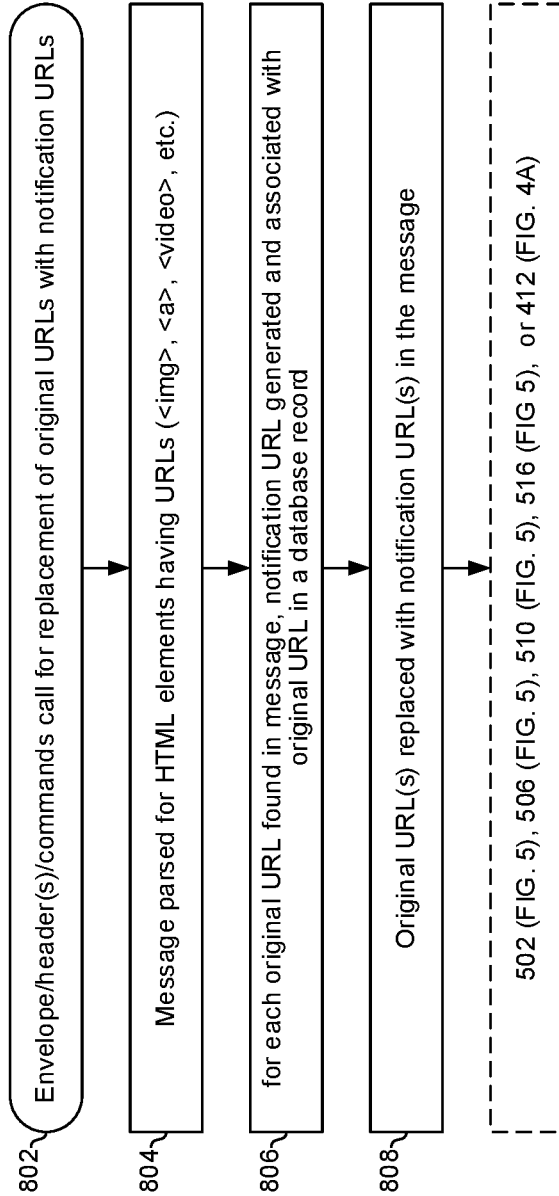 802
Envelope/header(s)/commands call for replacement of original URLs with notification URLs
804
Message parsed for HTML elements having URLs (<img>, <a>, <video>, etc.)
806
for each original URL found in message, notification URL generated and associated with
original URL in a database record
808
Original URL(s) replaced with notification URL(s) in the message
502 (FIG. 5), 506 (FIG. 5), 510 (FIG. 5), 516 (FIG 5), or 412 (FIG. 4A)